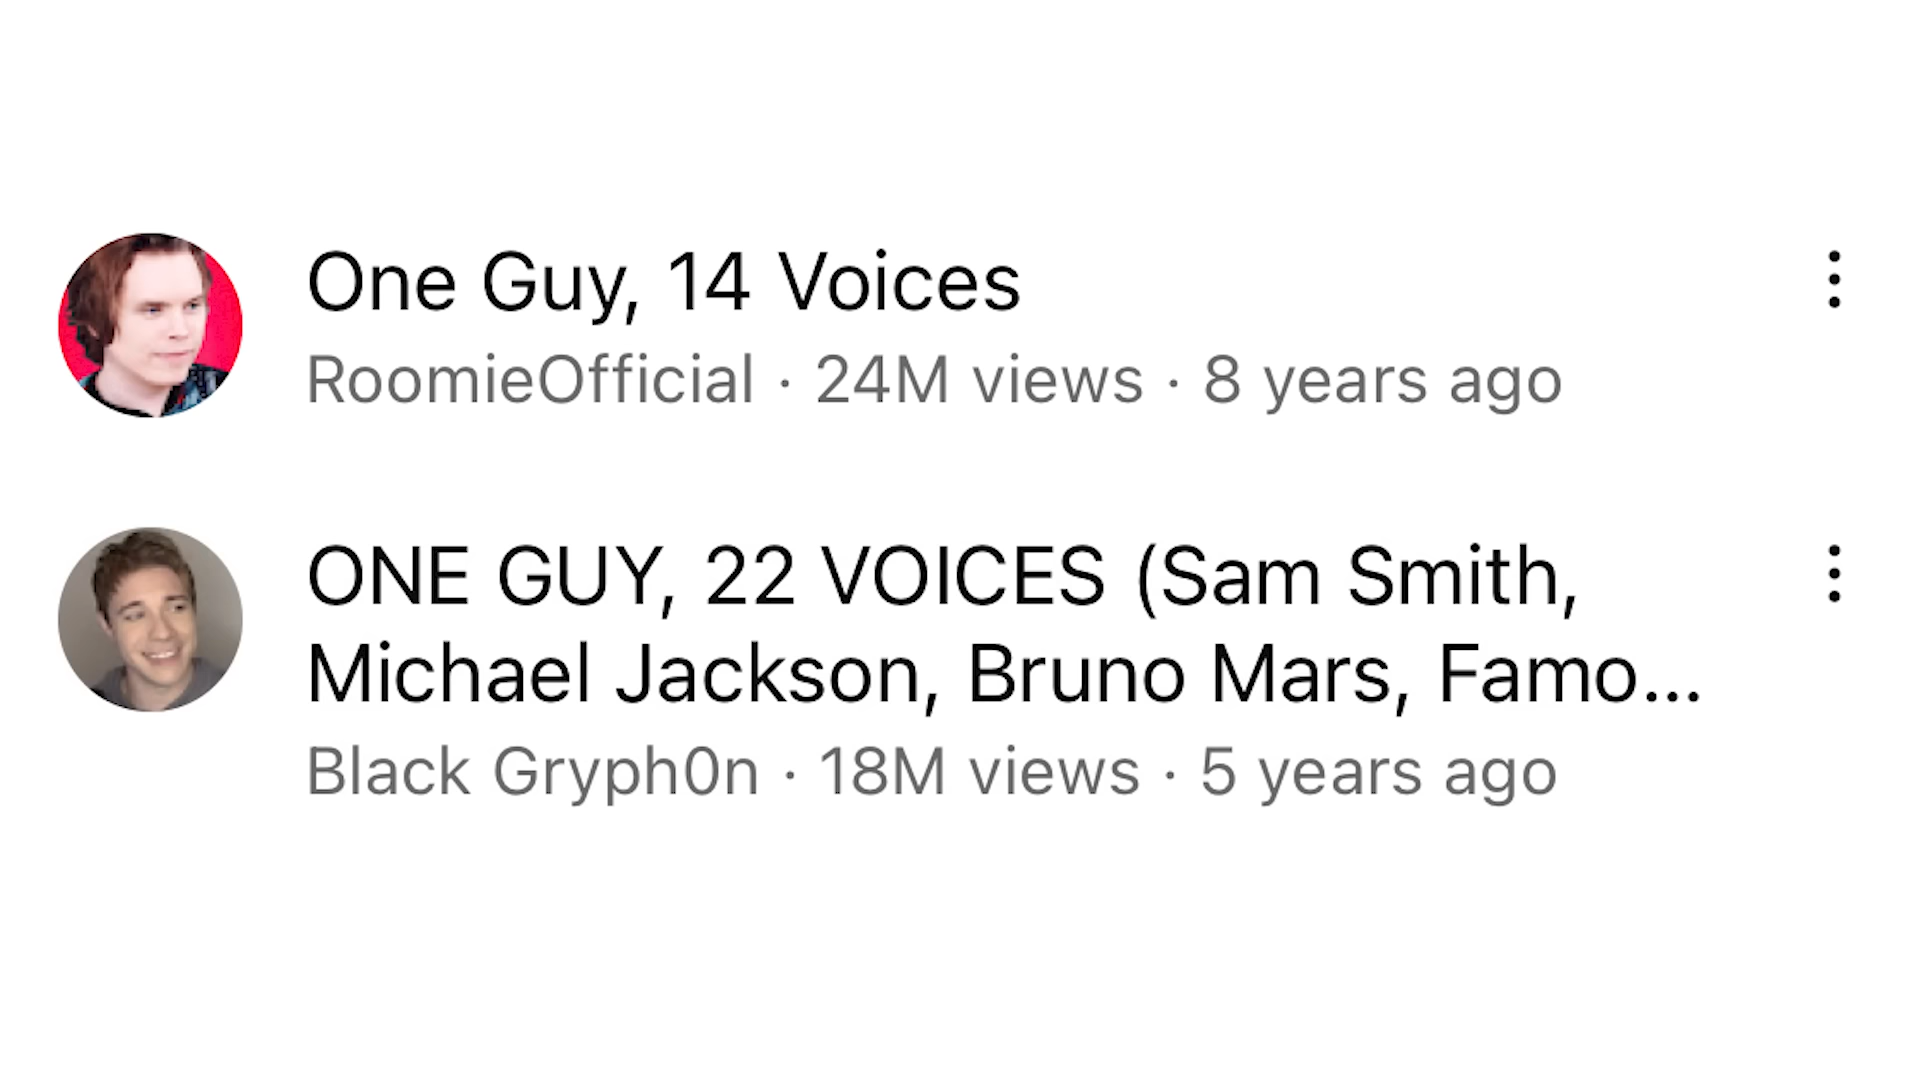 One Guy, 14 Voices
RoomieOfficial · 24M views · 8 years ago
ONE GUY, 22 VOICES (Sam Smith,
Michael Jackson, Bruno Mars, Famo...
Black Gryph0n · 18M views · 5 years ago